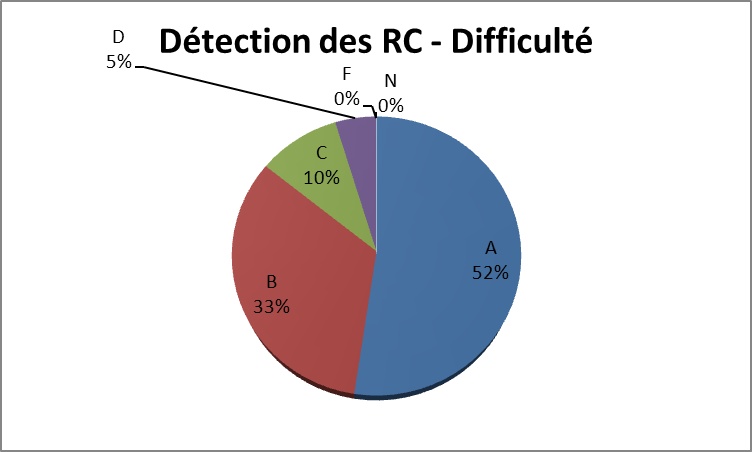 Détection des RC - Difficulté
D
5%
F
0%
N
0%
C
10%
A
52%
B
33%